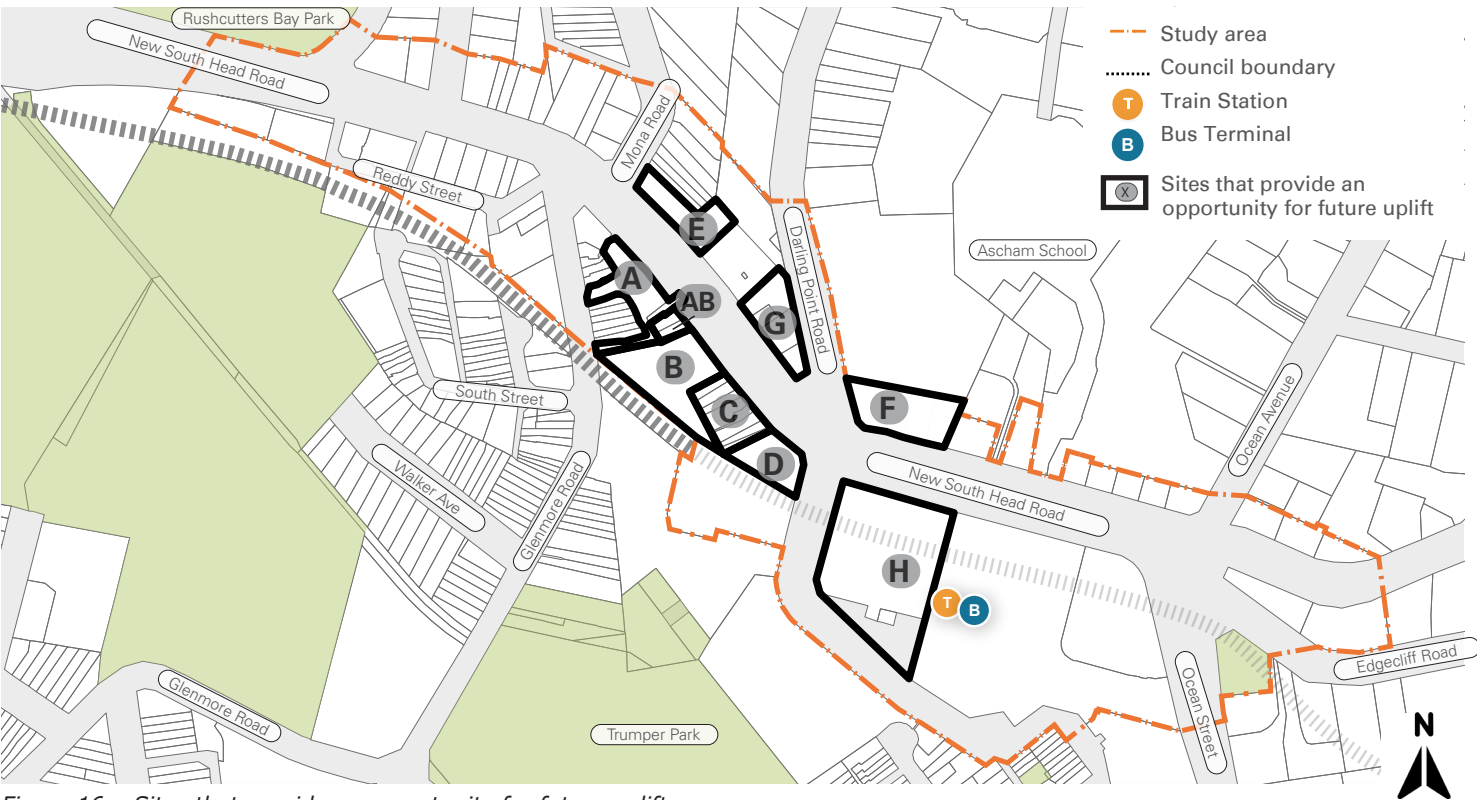 Rushcutters Bay Park
New South Head Road
Mona Road
Reddy Street
Study area
Council boundary
T
Train Station
B
Bus Terminal
X
Sites that provide an
opportunity for future uplift
Darling Point Road
Ascham School
E
A
AB
G
B
C
D
F
H
T
B
South Street
Walker Ave
Glenmore Road
New South Head Road
Ocean Avenue
Edgecliff Road
Ocean Street
Glenmore Road
Trumper Park
N